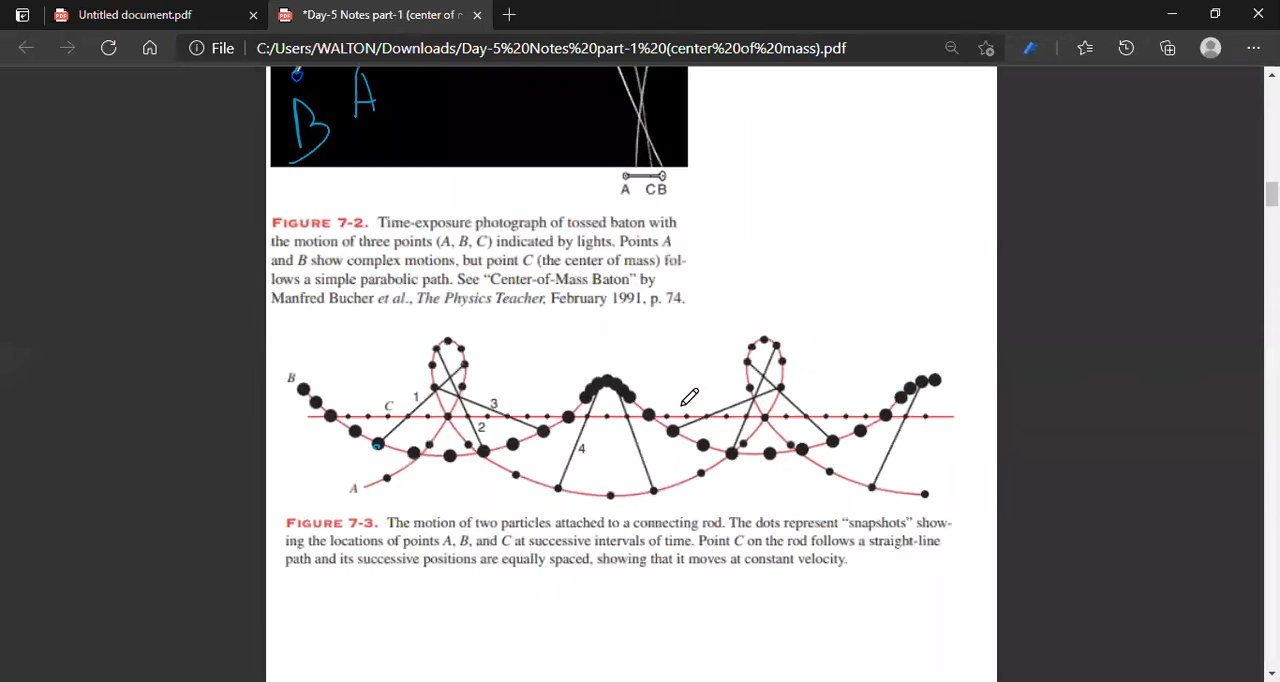 Untitled document.pdf
*Day-5 Notes part-1 (center of r
File
C:/Users/WALTON/Downloads/Day-5%20Notes%20part-1%20(center%20of%20mass).pdf
B A
A CB
FIGURE 7-2. Time-exposure photograph of tossed baton with
the motion of three points (A, B, C) indicated by lights. Points A
and B show complex motions, but point C (the center of mass) fol-
lows a simple parabolic path. See “Center-of-Mass Baton” by
Manfred Bucher et al., The Physics Teacher, February 1991, p. 74.
B
C 1 3
2
4
A
FIGURE 7-3. The motion of two particles attached to a connecting rod. The dots represent “snapshots” show-
ing the locations of points A, B, and C at successive intervals of time. Point C on the rod follows a straight-line
path and its successive positions are equally spaced, showing that it moves at constant velocity.